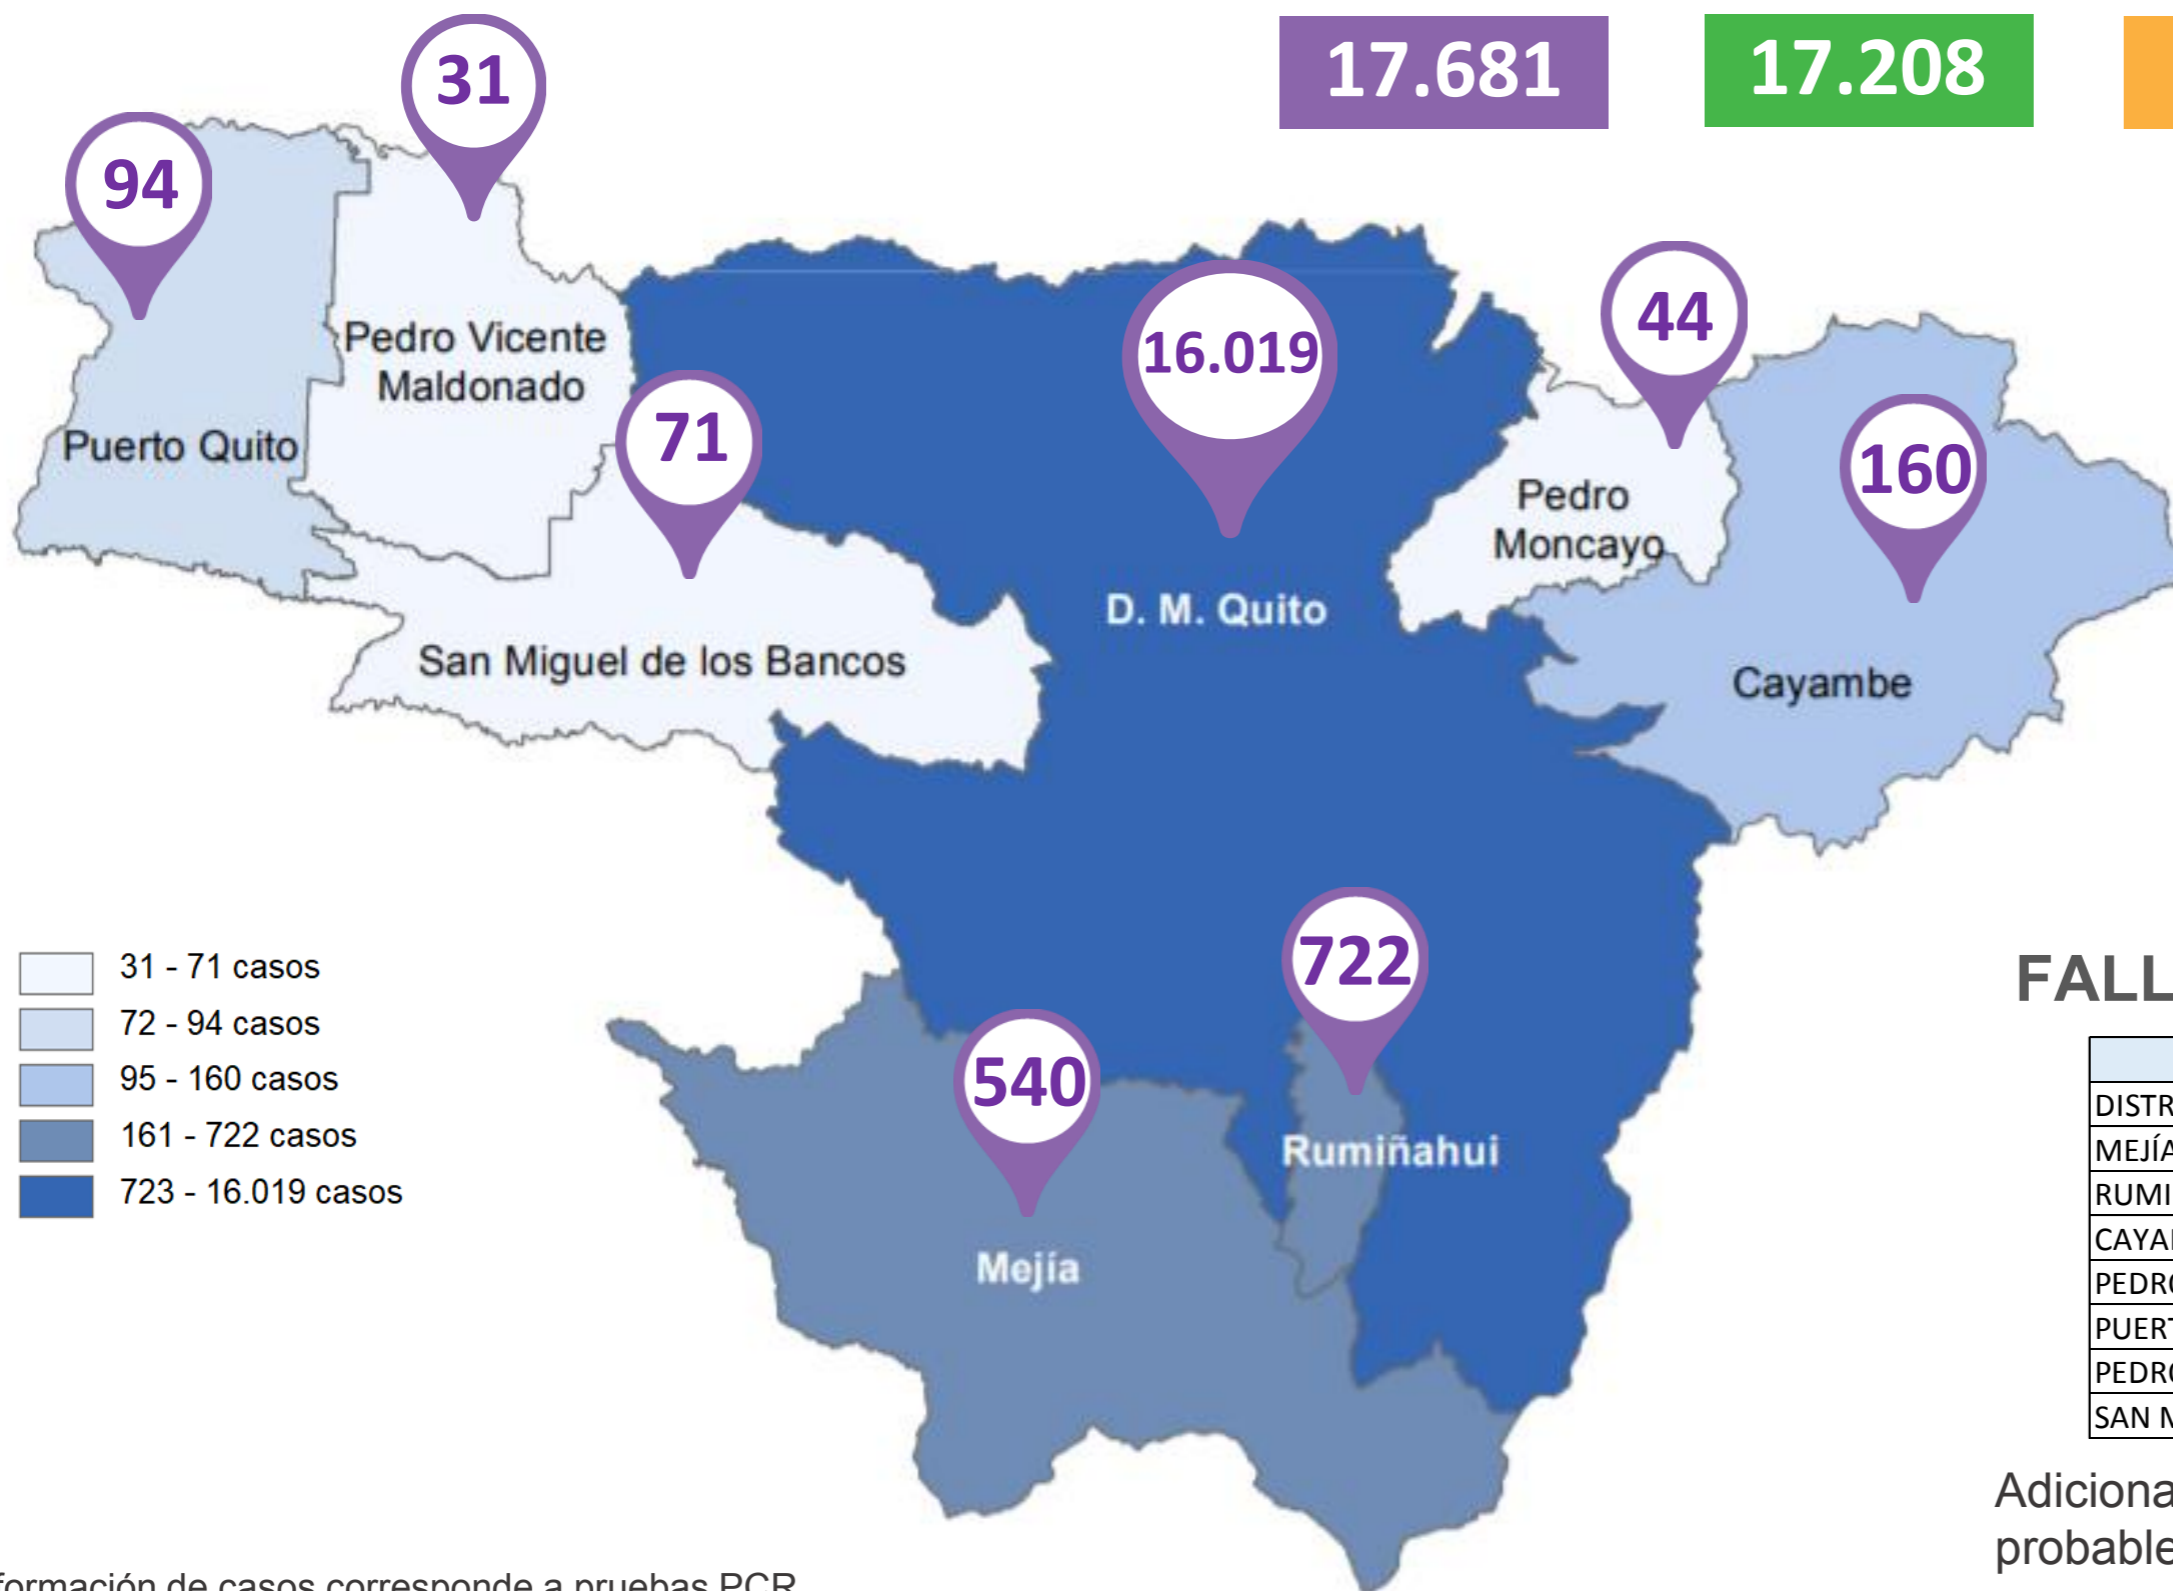 17.681
17.208
31
94
16.019
44
Pedro Vicente
Maldonado
71
160
Puerto Quito
Pedro
Moncayo
D. M. Quito
San Miguel de los Bancos
Cayambe
722
31 - 71 casos
72 - 94 casos
95 - 160 casos
161 - 722 casos
723 - 16.019 casos
540
Rumiñahui
Mejía
FALL
DISTR
MEJÍA
RUMI
CAYA
PEDRO
PUERT
PEDRO
SAN M
Adiciona
probable
formación de casos corresponde a pruebas PCR